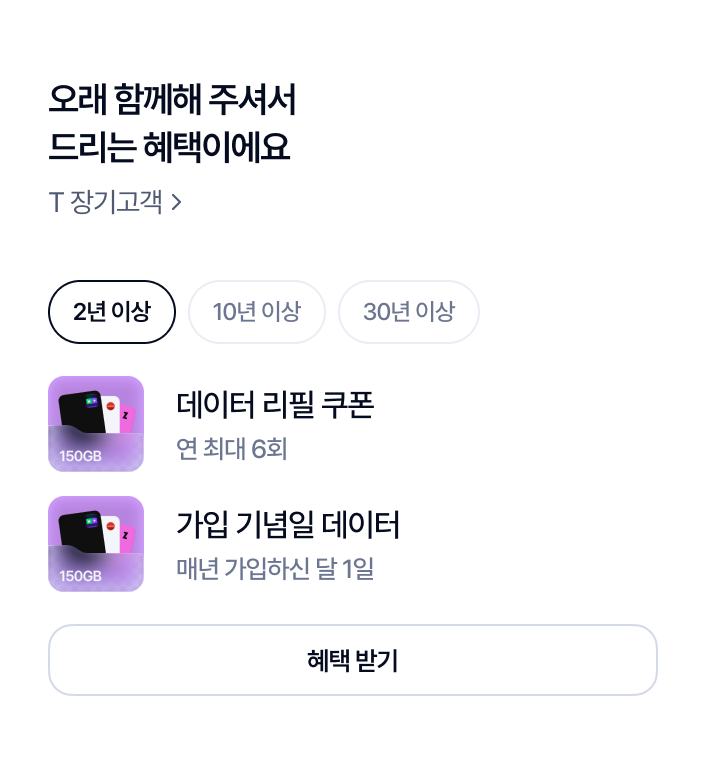 오래 함께해 주셔서
드리는 혜택이에요
T 장기고객 >
2년 이상
10년 이상
30년 이상
150GB
데이터 리필 쿠폰
연 최대 6회
150GB
가입 기념일 데이터
매년 가입하신 달 1일
혜택 받기